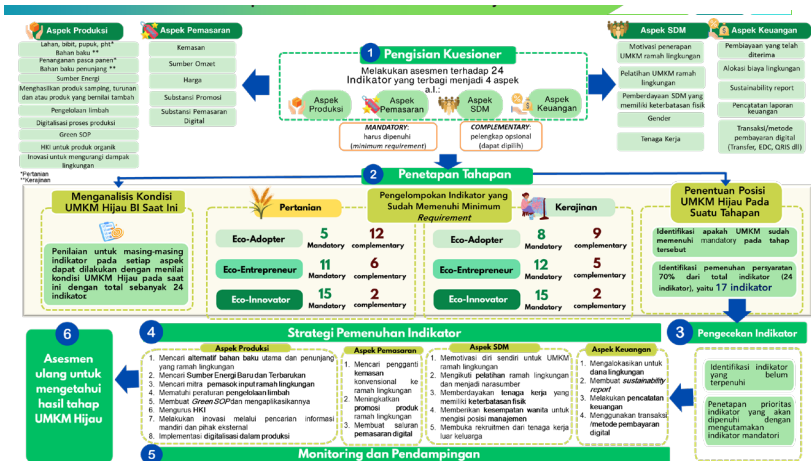 Aspek Produksi
Lahan, bibit, pupuk, pht*
Bahan baku **
Penanganan pasca panen*
Bahan baku penunjang **
Sumber Energi
Menghasilkan produk samping, turunan
dan atau produk yang bernilai tambah
Pengelolaan limbah
Digitalisasi proses produksi
Green SOP
HKI untuk produk organik
Inovasi untuk mengurangi dampak
lingkungan
*Pertanian
**Kerajinan
Aspek Pemasaran
Kemasan
Sumber Omzet
Harga
Substansi Promosi
Substansi Pemasaran
Digital
1 Pengisian Kuesioner
Melakukan asesmen terhadap 24
Indikator yang terbagi menjadi 4 aspek
a.l.:
Aspek
Produksi
Aspek
Pemasaran
Aspek
SDM
Aspek
Keuangan
MANDATORY:
harus dipenuhi
(minimum requirement)
COMPLEMENTARY:
pelengkap opsional
(dapat dipilih)
Aspek SDM
Motivasi penerapan
UMKM ramah lingkungan
Pelatihan UMKM ramah
lingkungan
Pemberdayaan SDM yang
memiliki keterbatasan fisik
Gender
Tenaga Kerja
Aspek Keuangan
Pembiayaan yang telah
diterima
Alokasi biaya lingkungan
Sustainability report
Pencatatan laporan
keuangan
Transaksi/metode
pembayaran digital
(Transfer, EDC, QRIS dll)
2 Penetapan Tahapan
Menganalisis Kondisi
UMKM Hijau BI Saat Ini
Penilaian untuk masing-masing
indikator pada setiap aspek
dapat dilakukan dengan menilai
kondisi UMKM Hijau pada saat
ini dengan total sebanyak 24
indikator.
Pengelompokan Indikator yang
Sudah Memenuhi Minimum
Requirement
Pertanian
Eco-Adopter
5
Mandatory
12
complementary
Eco-Entrepreneur
11
Mandatory
6
complementary
Eco-Innovator
15
Mandatory
2
complementary
Kerajinan
Eco-Adopter
8
Mandatory
9
complementary
Eco-Entrepreneur
12
Mandatory
5
complementary
Eco-Innovator
15
Mandatory
2
complementary
Penentuan Posisi
UMKM Hijau Pada
Suatu Tahapan
Identifikasi apakah UMKM sudah
memenuhi mandatory pada tahap
tersebut
Identifikasi pemenuhan persyaratan
70% dari total indikator (24
indikator), yaitu 17 indikator
3 Pengecekan Indikator
Identifikasi indikator
yang belum
terpenuhi
Penetapan prioritas
indikator yang akan
dipenuhi dengan
mengutamakan
indikator mandatori
4 Strategi Pemenuhan Indikator
Aspek Produksi
1. Mencari alternatif bahan baku utama dan penunjang
yang ramah lingkungan
2. Mencari Sumber Energi Baru dan Terbarukan
3. Mencari mitra pemasok input ramah lingkungan
4. Mematuhi peraturan pengelolaan limbah
5. Membuat Green SOP dan mengaplikasikannya
6. Mengurus HKI
7. Melakukan inovasi melalui pencarian informasi
mandiri dan pihak eksternal
8. Implementasi digitalisasi dalam produksi
Aspek Pemasaran
1. Mencari pengganti
kemasan
konvensional ke
ramah lingkungan
2. Meningkatkan
promosi produk
ramah lingkungan
3. Membuat saluran
pemasaran digital
Aspek SDM
1. Memotivasi diri sendiri untuk UMKM
ramah lingkungan
2. Mengikuti pelatihan ramah lingkungan
dan menjadi narasumber
3. Memberdayakan tenaga kerja yang
memiliki keterbatasan fisik
4. Memberikan kesempatan wanita untuk
mengisi posisi manajemen
5. Membuka rekruitmen dari tenaga kerja
luar keluarga
Aspek Keuangan
1. Mengalokasikan untuk
dana lingkungan
2. Membuat sustainability
report
3. Melakukan pencatatan
keuangan
4. Menggunakan transaksi
/metode pembayaran
digital
5 Monitoring dan Pendampingan
6
Asesmen
ulang untuk
mengetahui
hasil tahap
UMKM Hijau